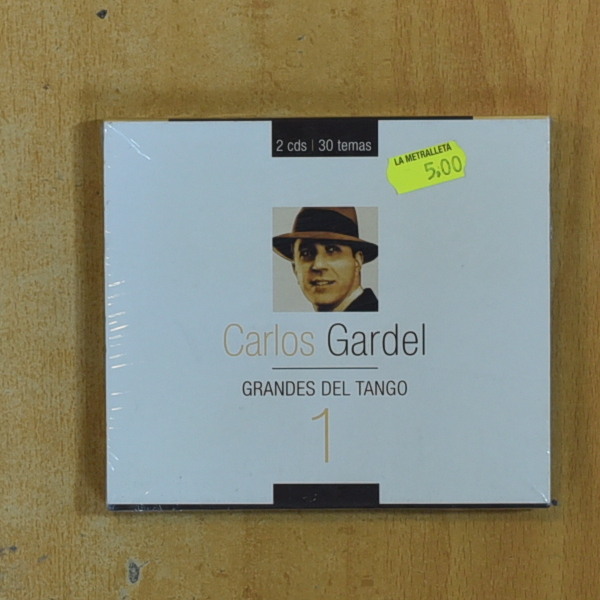 2 cds | 30 temas
LA METRALLETA
5,00
Carlos Gardel
GRANDES DEL TANGO
1